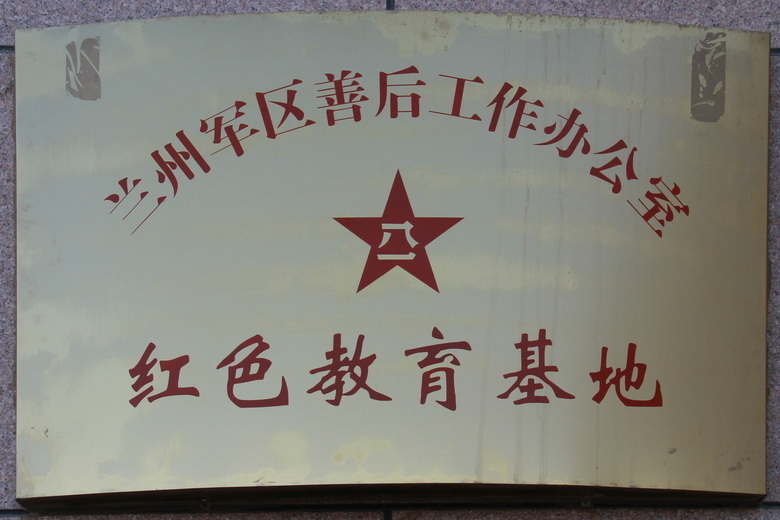 兰州军区善后工作办公室
八一
红色教育基地